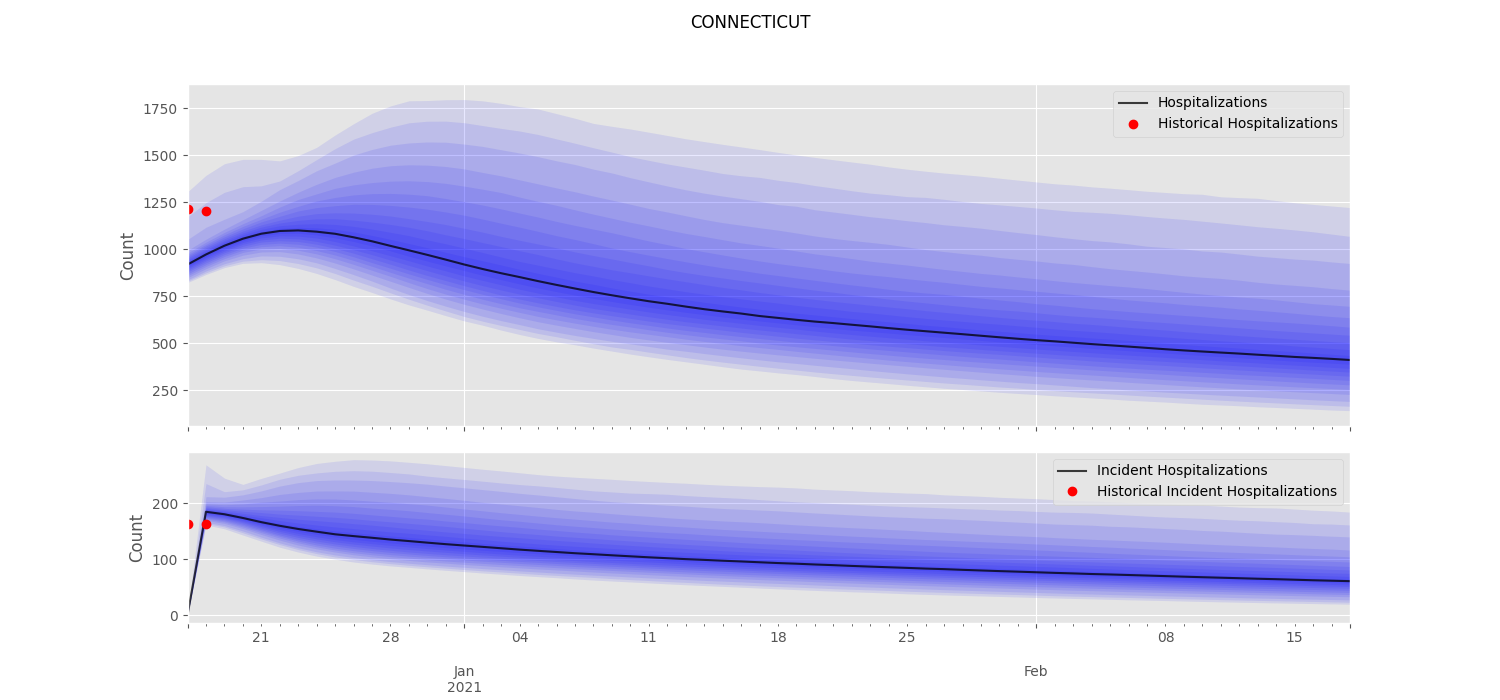 CONNECTICUT
Count
1750
1500
1250
1000
750
500
250
Hospitalizations
Historical Hospitalizations
Count
200
100
0
Incident Hospitalizations
Historical Incident Hospitalizations
21 28 04 11 18 25 08 15
Jan Feb
2021